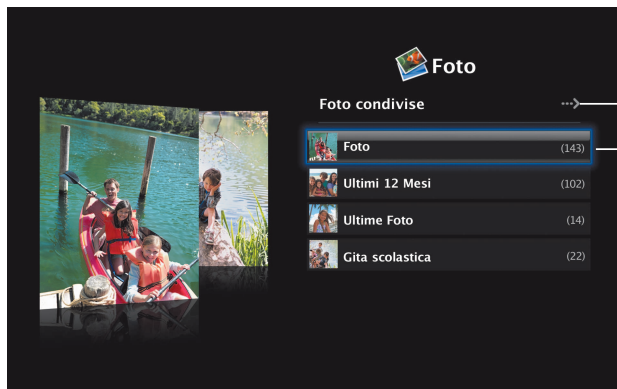 Foto
Foto condivise
Foto (143)
Ultimi 12 Mesi (102)
Ultime Foto (14)
Gita scolastica (22)